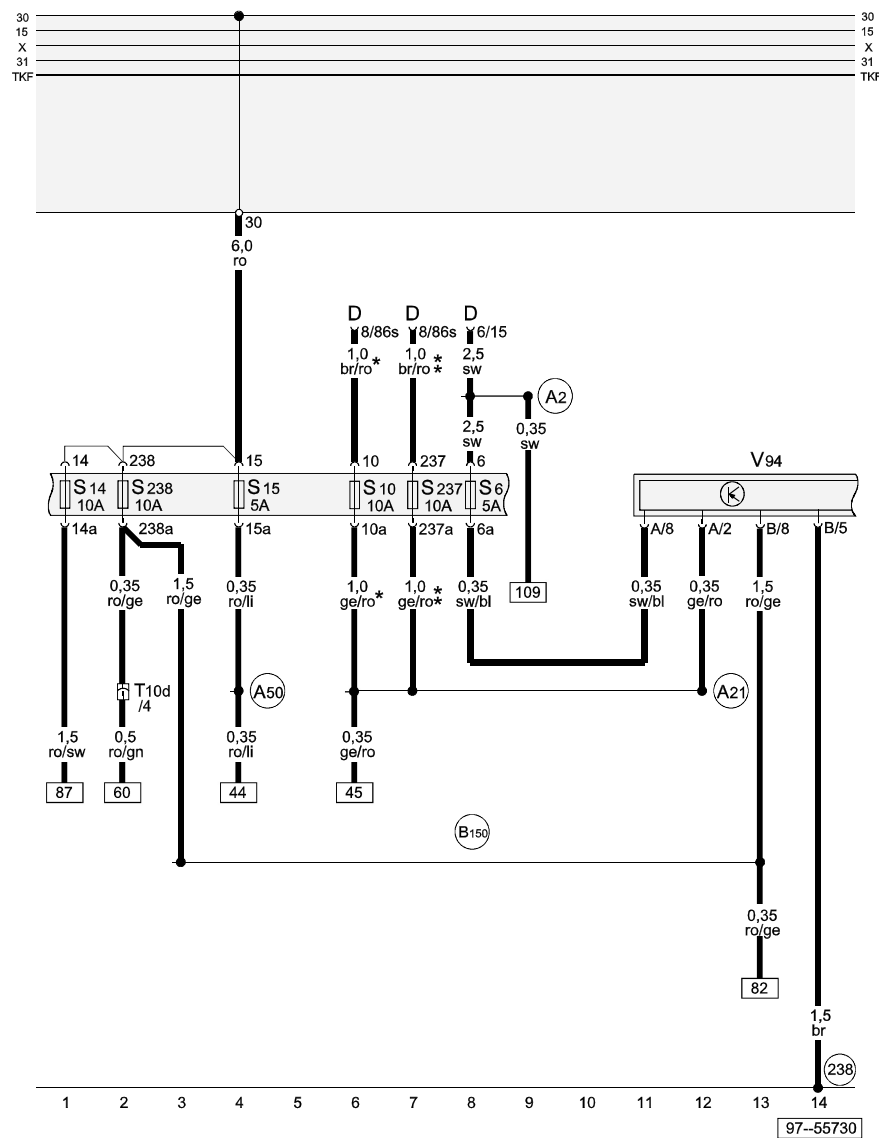 30 30
15 15
X X
31 31
TKF TKF
30
6,0
ro
D D D
8/86s 8/86s 6/15
1,0 1,0 2,5
br/ro* br/ro** sw
A2
2,5 0,35
sw sw
14 238 15 10 237 6
V94
S14 S238 S15 S10 S237 S6
10A 10A 5A 10A 10A 5A
14a 238a 15a 10a 237a 6a A/8 A/2 B/8 B/5
0,35 1,5 0,35 1,0 1,0 0,35 109 0,35 0,35 1,5
ro/ge ro/ge ro/li ge/ro* ge/ro** sw/bl sw/bl ge/ro ro/ge
T10d A50 A21
/4
1,5 0,5 0,35 0,35
ro/sw ro/gn ro/li ge/ro
87 60 44 45
B150
0,35
ro/ge
82
1,5
br
238
1 2 3 4 5 6 7 8 9 10 11 12 13 14
97--55730